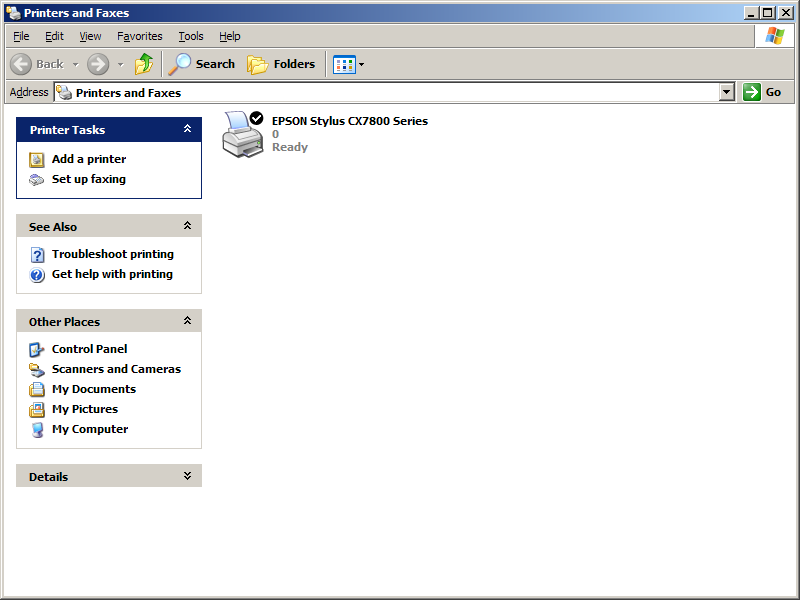 Printers and Faxes
File Edit View Favorites Tools Help
Back Search Folders
Address Printers and Faxes Go
Printer Tasks
Add a printer
Set up faxing
See Also
Troubleshoot printing
Get help with printing
Other Places
Control Panel
Scanners and Cameras
My Documents
My Pictures
My Computer
Details
EPSON Stylus CX7800 Series
0
Ready